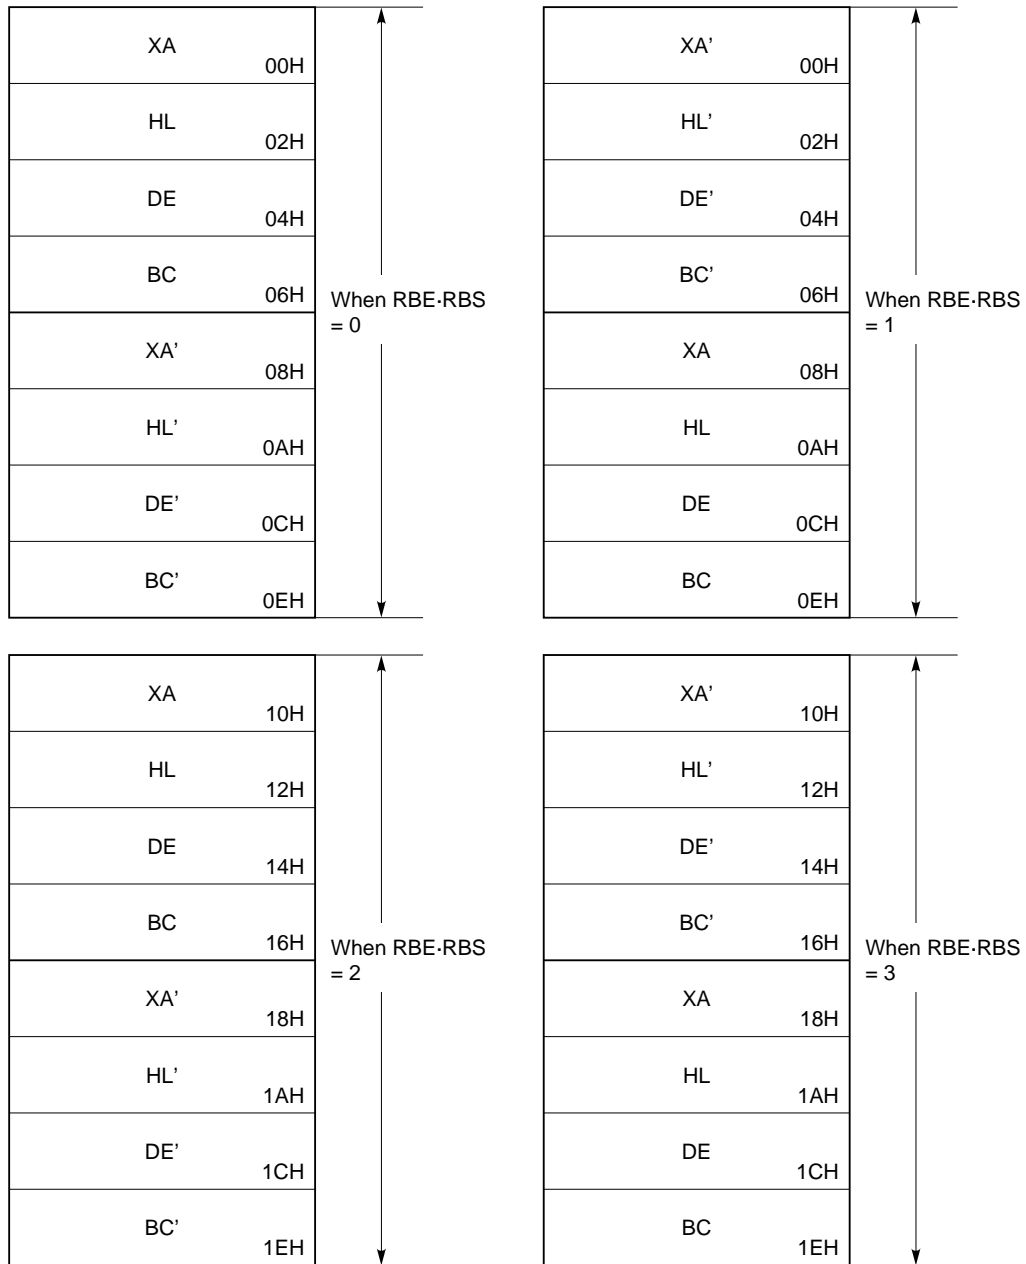 XA
00H
HL
02H
DE
04H
BC
06H
XA’
08H
HL’
0AH
DE’
0CH
BC’
0EH
When RBE·RBS
= 0
XA’
00H
HL’
02H
DE’
04H
BC’
06H
XA
08H
HL
0AH
DE
0CH
BC
0EH
When RBE·RBS
= 1
XA
10H
HL
12H
DE
14H
BC
16H
XA’
18H
HL’
1AH
DE’
1CH
BC’
1EH
When RBE·RBS
= 2
XA’
10H
HL’
12H
DE’
14H
BC’
16H
XA
18H
HL
1AH
DE
1CH
BC
1EH
When RBE·RBS
= 3